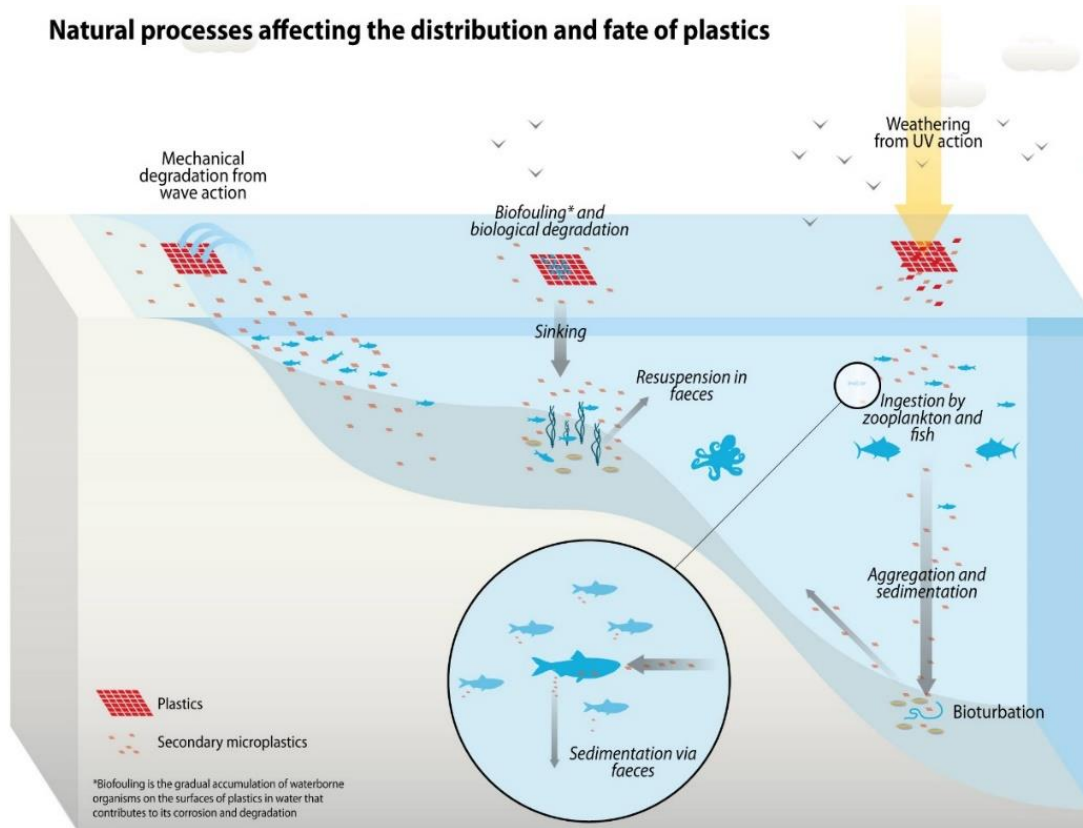 Natural processes affecting the distribution and fate of plastics
Mechanical
degradation from
wave action
Biofouling* and
biological degradation
Weathering
from UV action
Sinking
Resuspension in
faeces
Ingestion by
zooplankton and
fish
Aggregation and
sedimentation
Bioturbation
Sedimentation via
faeces
Plastics
Secondary microplastics
*Biofouling is the gradual accumulation of waterborne
organisms on the surfaces of plastics in water that
contributes to its corrosion and degradation